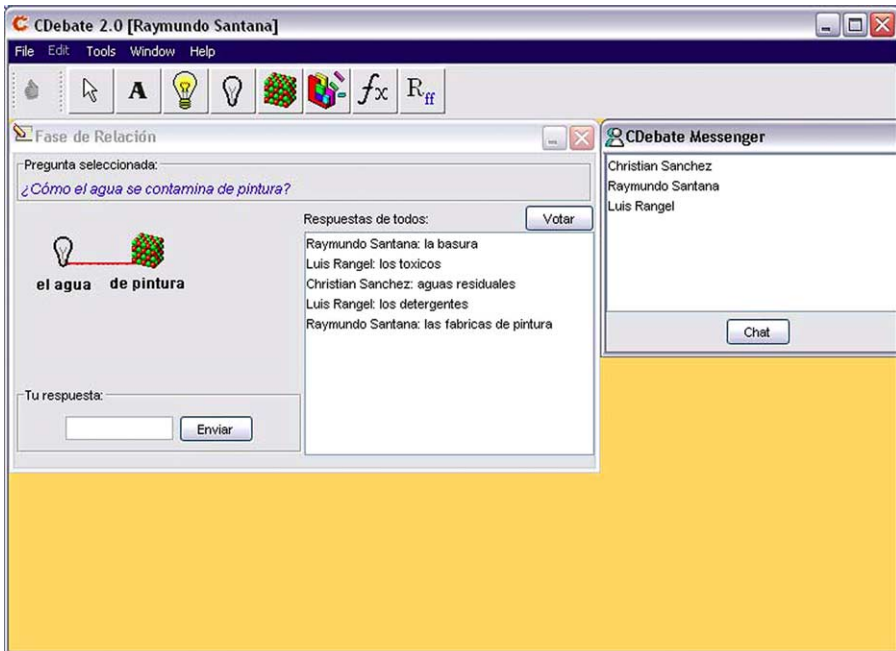 CDebate 2.0 [Raymundo Santana]
File Edit Tools Window Help
A fx Rff
Fase de Relación
Pregunta seleccionada:
¿Cómo el agua se contamina de pintura?
el agua de pintura
Respuestas de todos:
Votar
Raymundo Santana: la basura
Luis Rangel: los toxicos
Christian Sanchez: aguas residuales
Luis Rangel: los detergentes
Raymundo Santana: las fabricas de pintura
Tu respuesta:
Enviar
CDebate Messenger
Christian Sanchez
Raymundo Santana
Luis Rangel
Chat